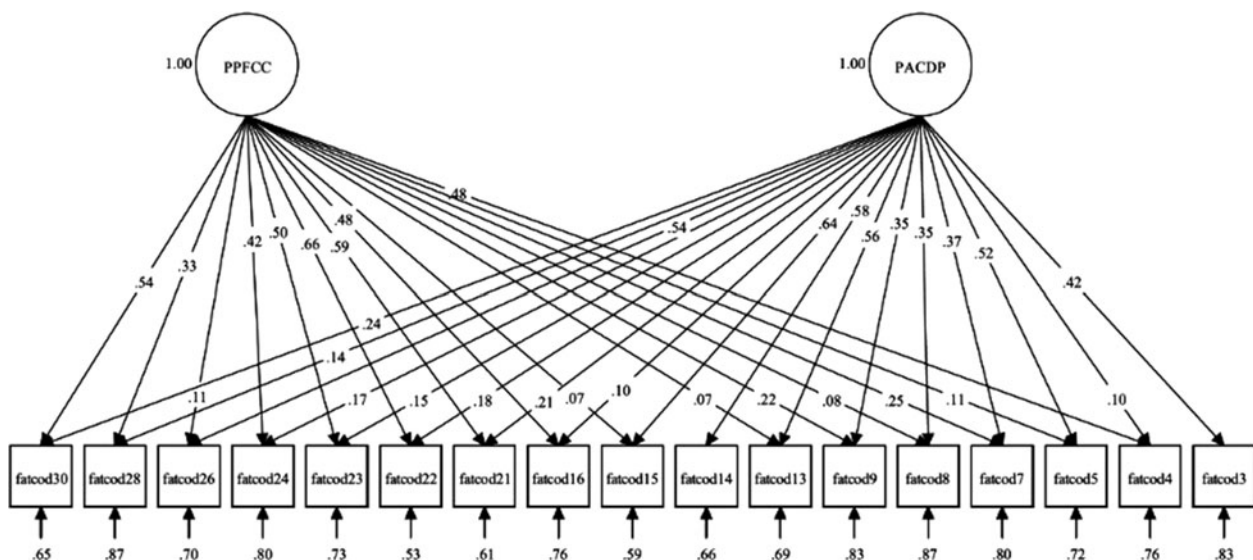 1.00 PPFCC 1.00 PACDP
.48
.48 .54 .64 .58
.42 .50 .66 .59 .56 .35 .35 .37 .52
.54 .33 .42
.24
.14
.11 .17 .15 .18 .21 .07 .10 .07 .22 .08 .25 .11 .10
fatcod30 fatcod28 fatcod26 fatcod24 fatcod23 fatcod22 fatcod21 fatcod16 fatcod15 fatcod14 fatcod13 fatcod9 fatcod8 fatcod7 fatcod5 fatcod4 fatcod3
.65 .87 .70 .80 .73 .53 .61 .76 .59 .66 .69 .83 .87 .80 .72 .76 .83